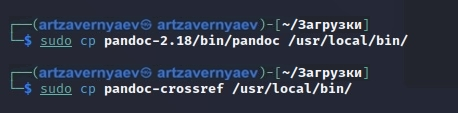 ┌──(artzavernyaev㉿ artzavernyaev)-[~/Загрузки]
└─$ sudo cp pandoc-2.18/bin/pandoc /usr/local/bin/
┌──(artzavernyaev㉿ artzavernyaev)-[~/Загрузки]
└─$ sudo cp pandoc-crossref /usr/local/bin/